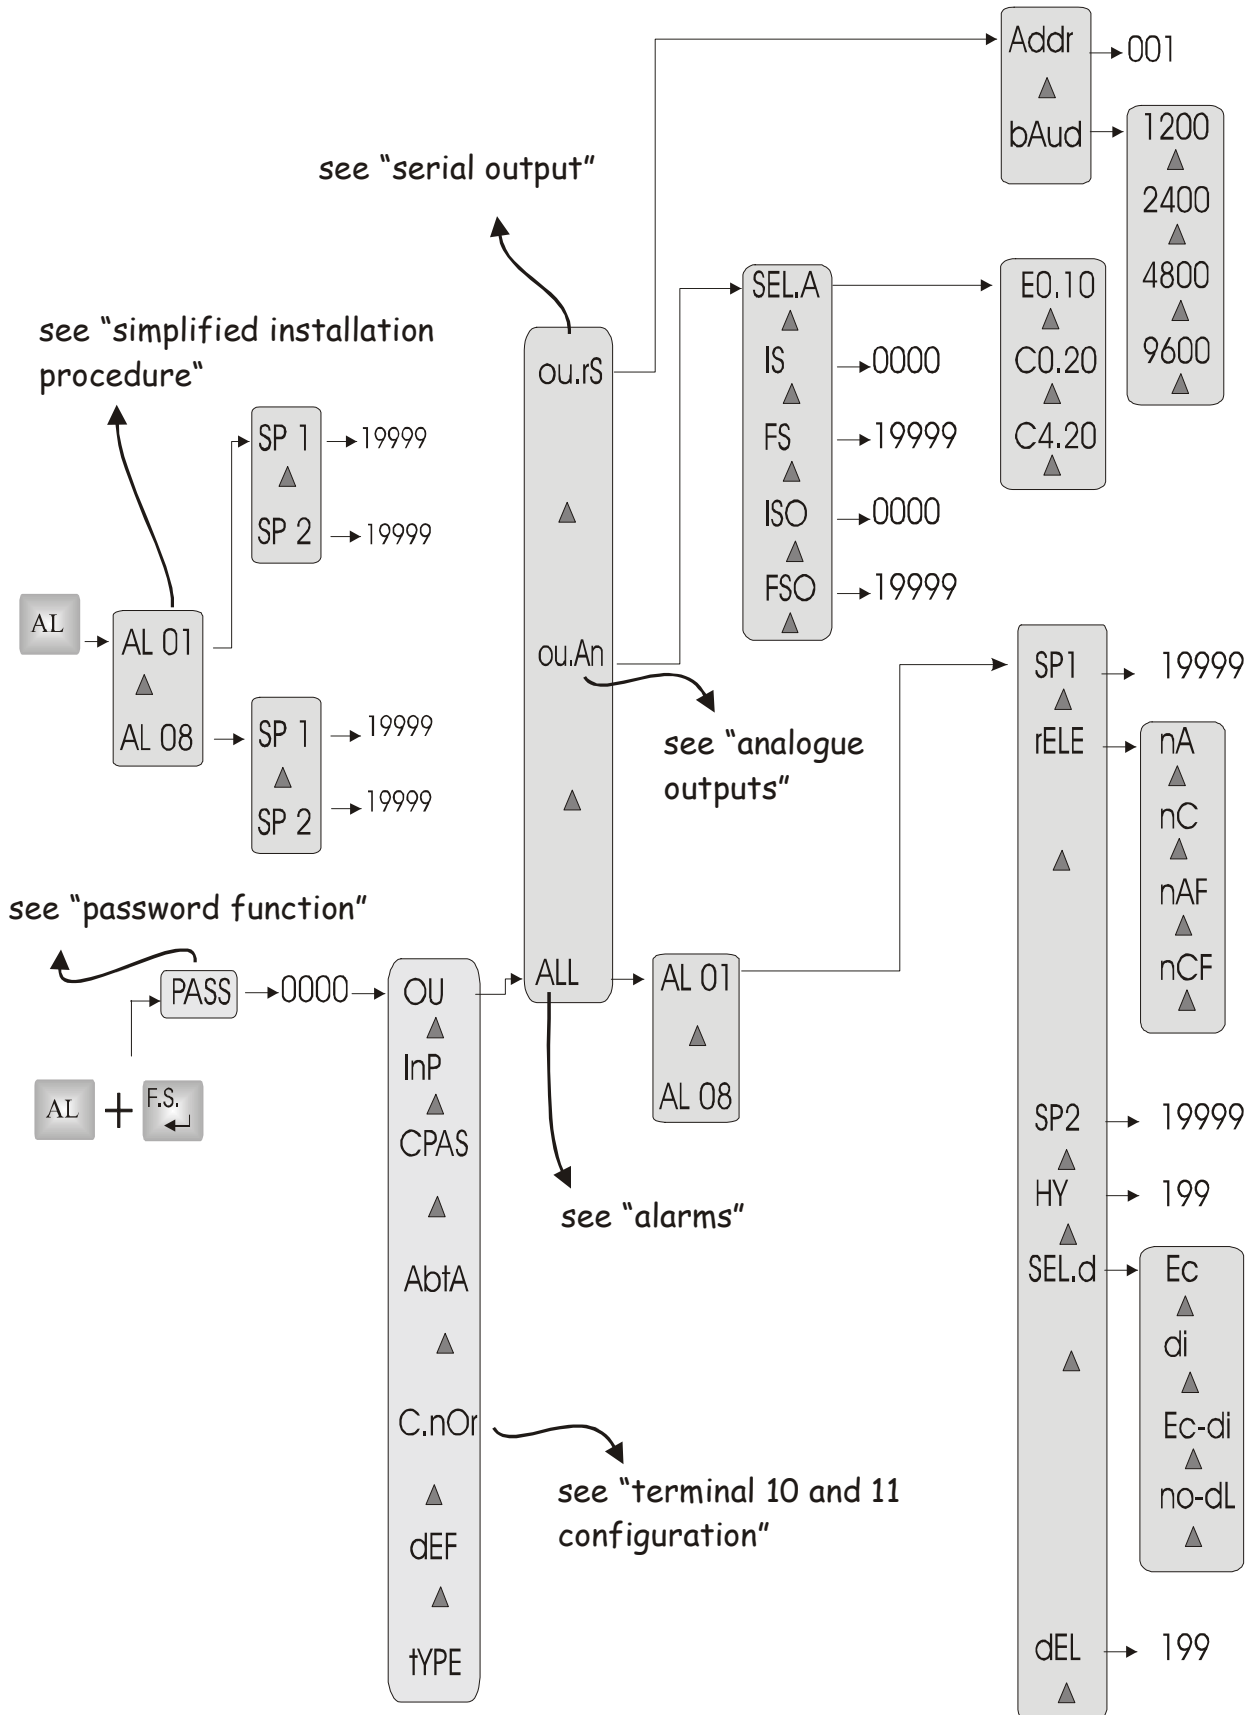 Addr
001
bAud
1200
2400
4800
9600
see “serial output”
SEL.A
E0.10
C0.20
C4.20
IS
0000
FS
19999
ISO
0000
FSO
19999
see “simplified installation
procedure“
ou.rS
ou.An
ALL
SP 1
19999
SP 2
19999
AL
AL 01
AL 08
SP 1
19999
SP 2
19999
see “analogue
outputs”
SP1
19999
rELE
nA
nC
nAF
nCF
SP2
19999
HY
199
SEL.d
Ec
di
Ec-di
no-dL
dEL
199
see “password function”
PASS
0000
AL + F.S.
OU
InP
CPAS
AbtA
C.nOr
dEF
tYPE
AL 01
AL 08
see “alarms”
see “terminal 10 and 11
configuration”